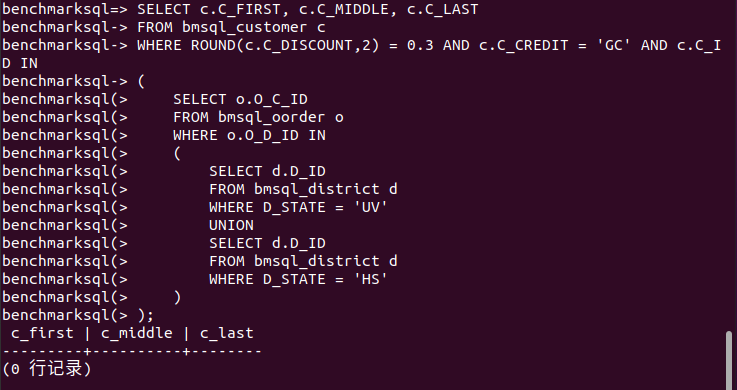 benchmarksql=> SELECT c.C_FIRST, c.C_MIDDLE, c.C_LAST
benchmarksql-> FROM bmsql_customer c
benchmarksql-> WHERE ROUND(c.C_DISCOUNT,2) = 0.3 AND c.C_CREDIT = 'GC' AND c.C_I
D IN
benchmarksql-> (
benchmarksql(>     SELECT o.O_C_ID
benchmarksql(>     FROM bmsql_oorder o
benchmarksql(>     WHERE o.O_D_ID IN
benchmarksql(>     (
benchmarksql(>         SELECT d.D_ID
benchmarksql(>         FROM bmsql_district d
benchmarksql(>         WHERE D_STATE = 'UV'
benchmarksql(>         UNION
benchmarksql(>         SELECT d.D_ID
benchmarksql(>         FROM bmsql_district d
benchmarksql(>         WHERE D_STATE = 'HS'
benchmarksql(>     )
benchmarksql(> );
 c_first | c_middle | c_last
---------+----------+--------
(0 行记录)